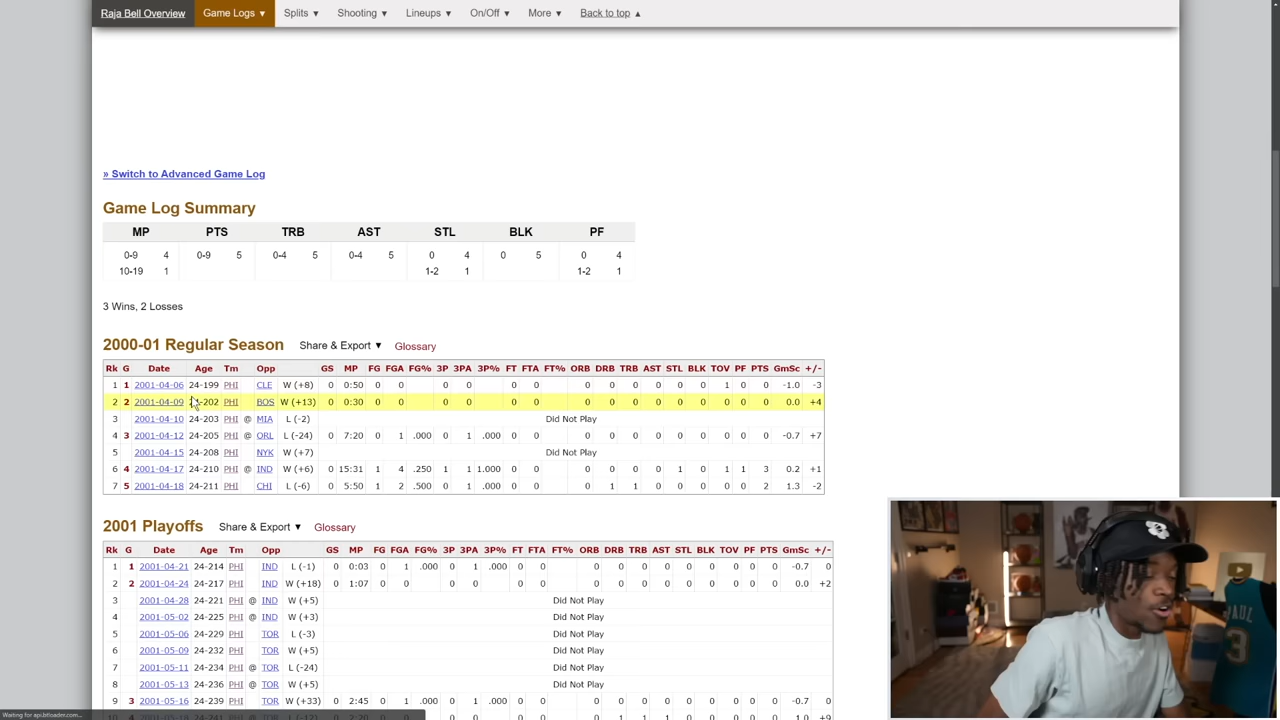 Raja Bell Overview Game Logs ▼ Splits ▼ Shooting ▼ Lineups ▼ On/Off ▼ More ▼ Back to top ▲
» Switch to Advanced Game Log
Game Log Summary
MP PTS TRB AST STL BLK PF
0-9 4 0-9 5 0-4 5 0-4 5 0 4 0 5 0 4
10-19 1 1-2 1 1-2 1
3 Wins, 2 Losses
2000-01 Regular Season Share & Export ▼ Glossary
Rk G Date Age Tm Opp GS MP FG FGA FG% 3P 3PA 3P% FT FTA FT% ORB DRB TRB AST STL BLK TOV PF PTS GmSc +/-
1 1 2001-04-06 24-199 PHI CLE W (+8) 0 0:50 0 0 0 0 0 0 0 0 0 0 0 0 1 0 0 -1.0 -3
2 2 2001-04-09 24-202 PHI BOS W (+13) 0 0:30 0 0 0 0 0 0 0 0 0 0 0 0 0 0 0 0.0 +4
3 2001-04-10 24-203 PHI @ MIA L (-2) Did Not Play
4 3 2001-04-12 24-205 PHI @ ORL L (-24) 0 7:20 0 1 .000 0 1 .000 0 0 0 0 0 0 0 0 0 0 0 -0.7 +7
5 2001-04-15 24-208 PHI NYK W (+7) Did Not Play
6 4 2001-04-17 24-210 PHI @ IND W (+6) 0 15:31 1 4 .250 1 1 1.000 0 0 0 0 0 0 1 0 1 1 3 0.2 +1
7 5 2001-04-18 24-211 PHI CHI L (-6) 0 5:50 1 2 .500 0 1 .000 0 0 0 1 1 0 0 0 0 0 2 1.3 -2
2001 Playoffs Share & Export ▼ Glossary
Rk G Date Age Tm Opp GS MP FG FGA FG% 3P 3PA 3P% FT FTA FT% ORB DRB TRB AST STL BLK TOV PF PTS GmSc +/-
1 1 2001-04-21 24-214 PHI IND L (-1) 0 0:03 0 1 .000 0 1 .000 0 0 0 0 0 0 0 0 0 0 0 -0.7 0
2 2 2001-04-24 24-217 PHI IND W (+18) 0 1:07 0 0 0 0 0 0 0 0 0 0 0 0 0 0 0 0.0 +2
3 2001-04-28 24-221 PHI @ IND W (+5) Did Not Play
4 2001-05-02 24-225 PHI @ IND W (+3) Did Not Play
5 2001-05-06 24-229 PHI TOR L (-3) Did Not Play
6 2001-05-09 24-232 PHI TOR W (+5) Did Not Play
7 2001-05-11 24-234 PHI @ TOR L (-24) Did Not Play
8 2001-05-13 24-236 PHI @ TOR W (+5) Did Not Play
9 3 2001-05-16 24-239 PHI TOR W (+33) 0 2:45 0 1 .000 0 1 .000 0 0 0 0 0 0 0 0 0 0 0 -0.7 0
Waiting for api.btloader.com...
PAUL
3